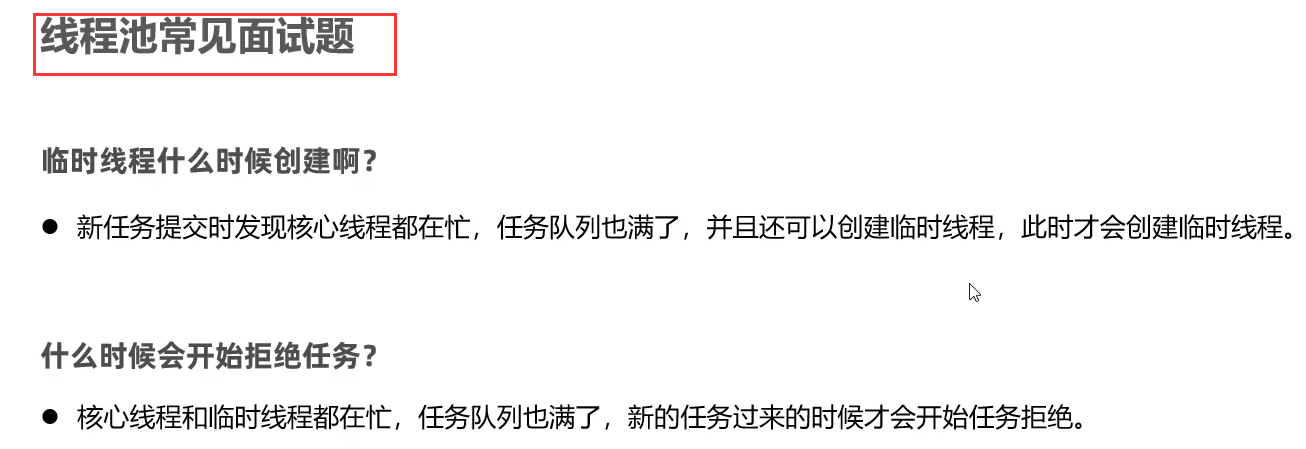 线程池常见面试题
临时线程什么时候创建啊？
● 新任务提交时发现核心线程都在忙，任务队列也满了，并且还可以创建临时线程，此时才会创建临时线程。
什么时候会开始拒绝任务？
● 核心线程和临时线程都在忙，任务队列也满了，新的任务过来的时候才会开始任务拒绝。